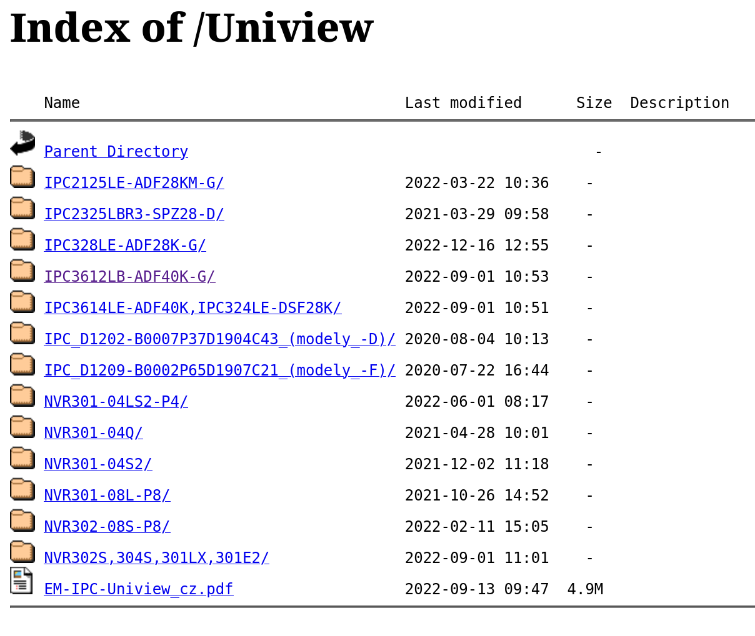 Index of /Uniview
Name Last modified Size Description
Parent Directory -
IPC2125LE-ADF28KM-G/ 2022-03-22 10:36 -
IPC2325LBR3-SPZ28-D/ 2021-03-29 09:58 -
IPC328LE-ADF28K-G/ 2022-12-16 12:55 -
IPC3612LB-ADF40K-G/ 2022-09-01 10:53 -
IPC3614LE-ADF40K,IPC324LE-DSF28K/ 2022-09-01 10:51 -
IPC_D1202-B0007P37D1904C43_(modely_-D)/ 2020-08-04 10:13 -
IPC_D1209-B0002P65D1907C21_(modely_-F)/ 2020-07-22 16:44 -
NVR301-04LS2-P4/ 2022-06-01 08:17 -
NVR301-04Q/ 2021-04-28 10:01 -
NVR301-04S2/ 2021-12-02 11:18 -
NVR301-08L-P8/ 2021-10-26 14:52 -
NVR302-08S-P8/ 2022-02-11 15:05 -
NVR302S,304S,301LX,301E2/ 2022-09-01 11:01 -
EM-IPC-Uniview_cz.pdf 2022-09-13 09:47 4.9M